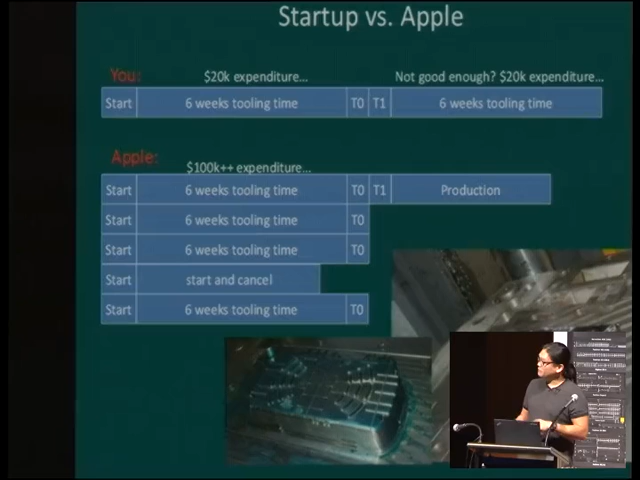 Startup vs. Apple
You:
$20k expenditure... Not good enough? $20k expenditure...
Start 6 weeks tooling time T0 T1 6 weeks tooling time
Apple:
$100k++ expenditure...
Start 6 weeks tooling time T0 T1 Production
Start 6 weeks tooling time T0
Start 6 weeks tooling time T0
Start start and cancel
Start 6 weeks tooling time T0